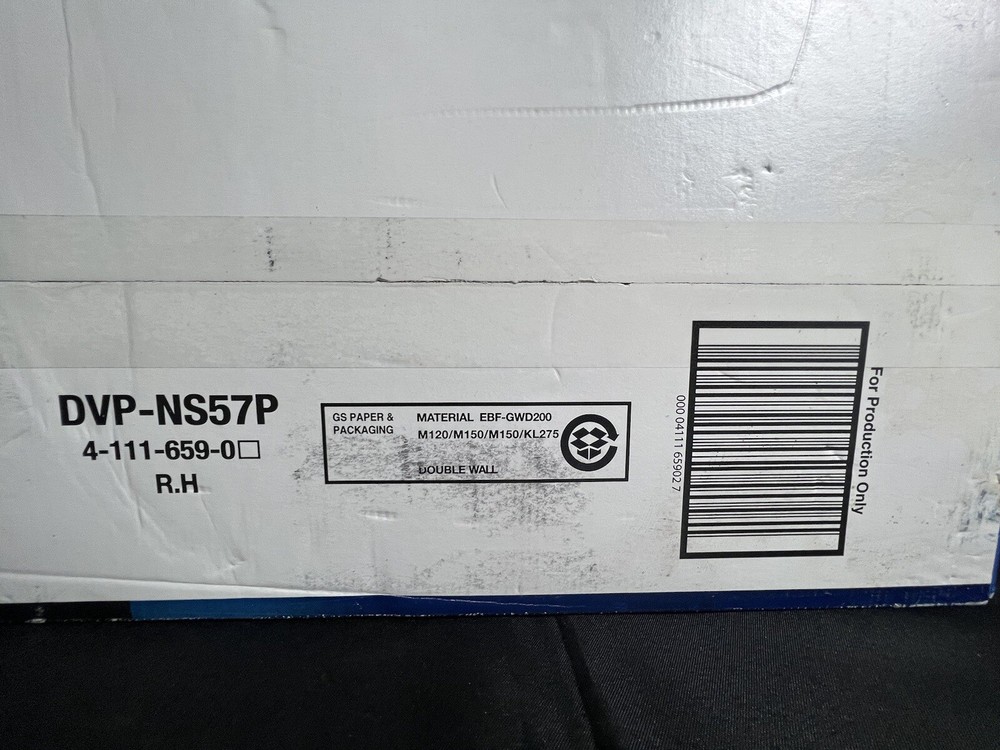 DVP-NS57P
4-111-659-0□
R.H
GS PAPER &
PACKAGING
MATERIAL EBF-GWD200
M120/M150/M150/KL275
DOUBLE WALL
000 04111 65902 7
For Production Only